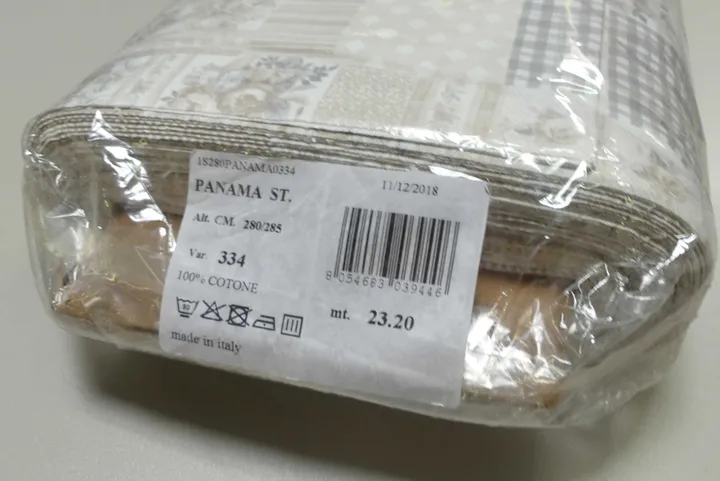 1S280PANAMA0334
11/12/2018
PANAMA ST.
Alt. CM. 280/285
Var. 334
100% COTONE
8 054683 039446
mt. 23.20
made in italy